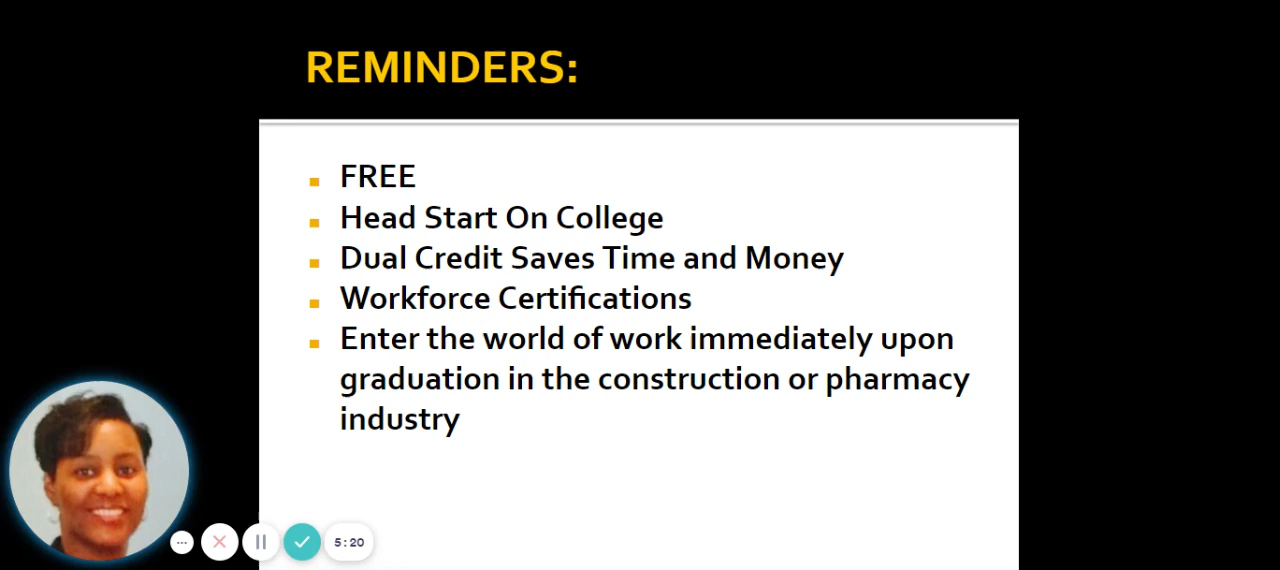 REMINDERS:
FREE
Head Start On College
Dual Credit Saves Time and Money
Workforce Certifications
Enter the world of work immediately upon
graduation in the construction or pharmacy
industry
5:20